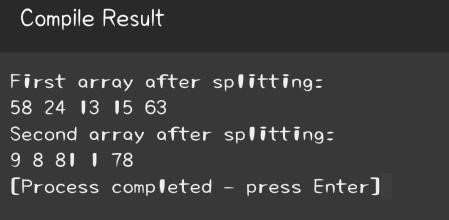 Compile Result
First array after splitting:
58 24 13 15 63
Second array after splitting:
9 8 81 1 78
[Process completed - press Enter]